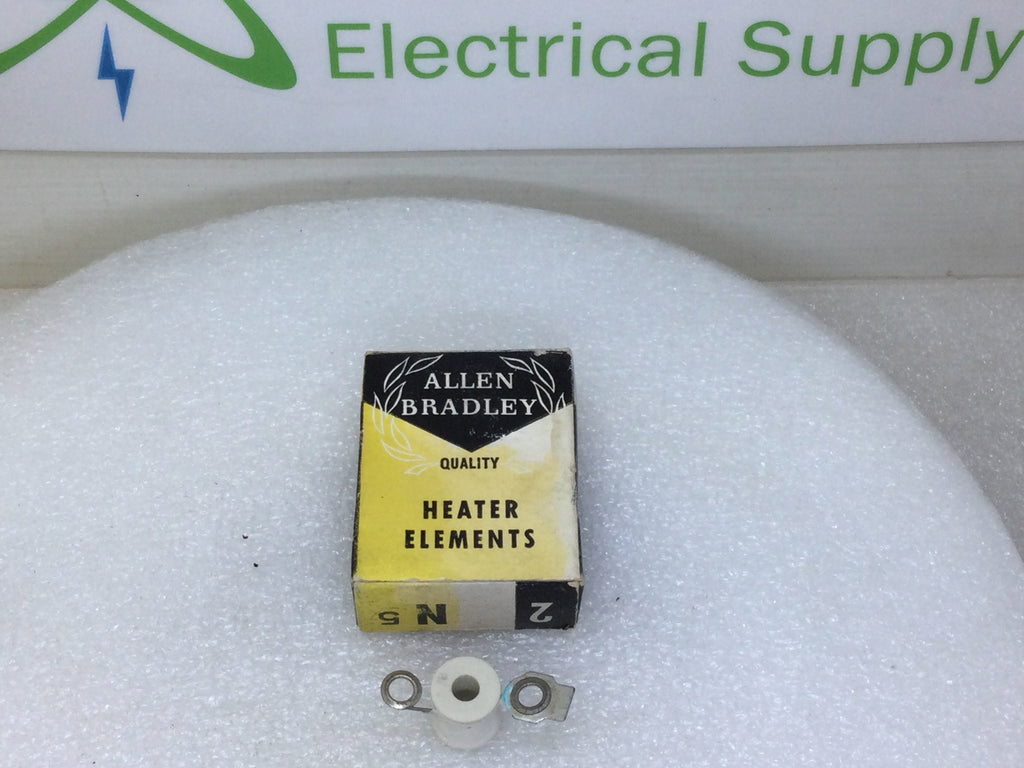 Electrical Supply
ALLEN
BRADLEY
QUALITY
HEATER
ELEMENTS
N 5 2